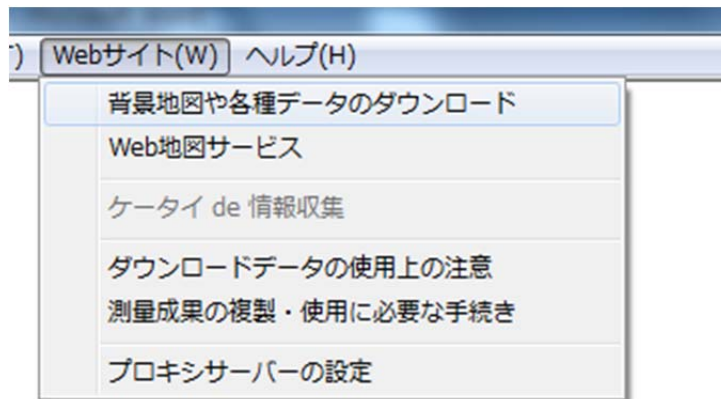 ) Webサイト(W) ヘルプ(H)
背景地図や各種データのダウンロード
Web地図サービス
ケータイ de 情報収集
ダウンロードデータの使用上の注意
測量成果の複製・使用に必要な手続き
プロキシサーバーの設定